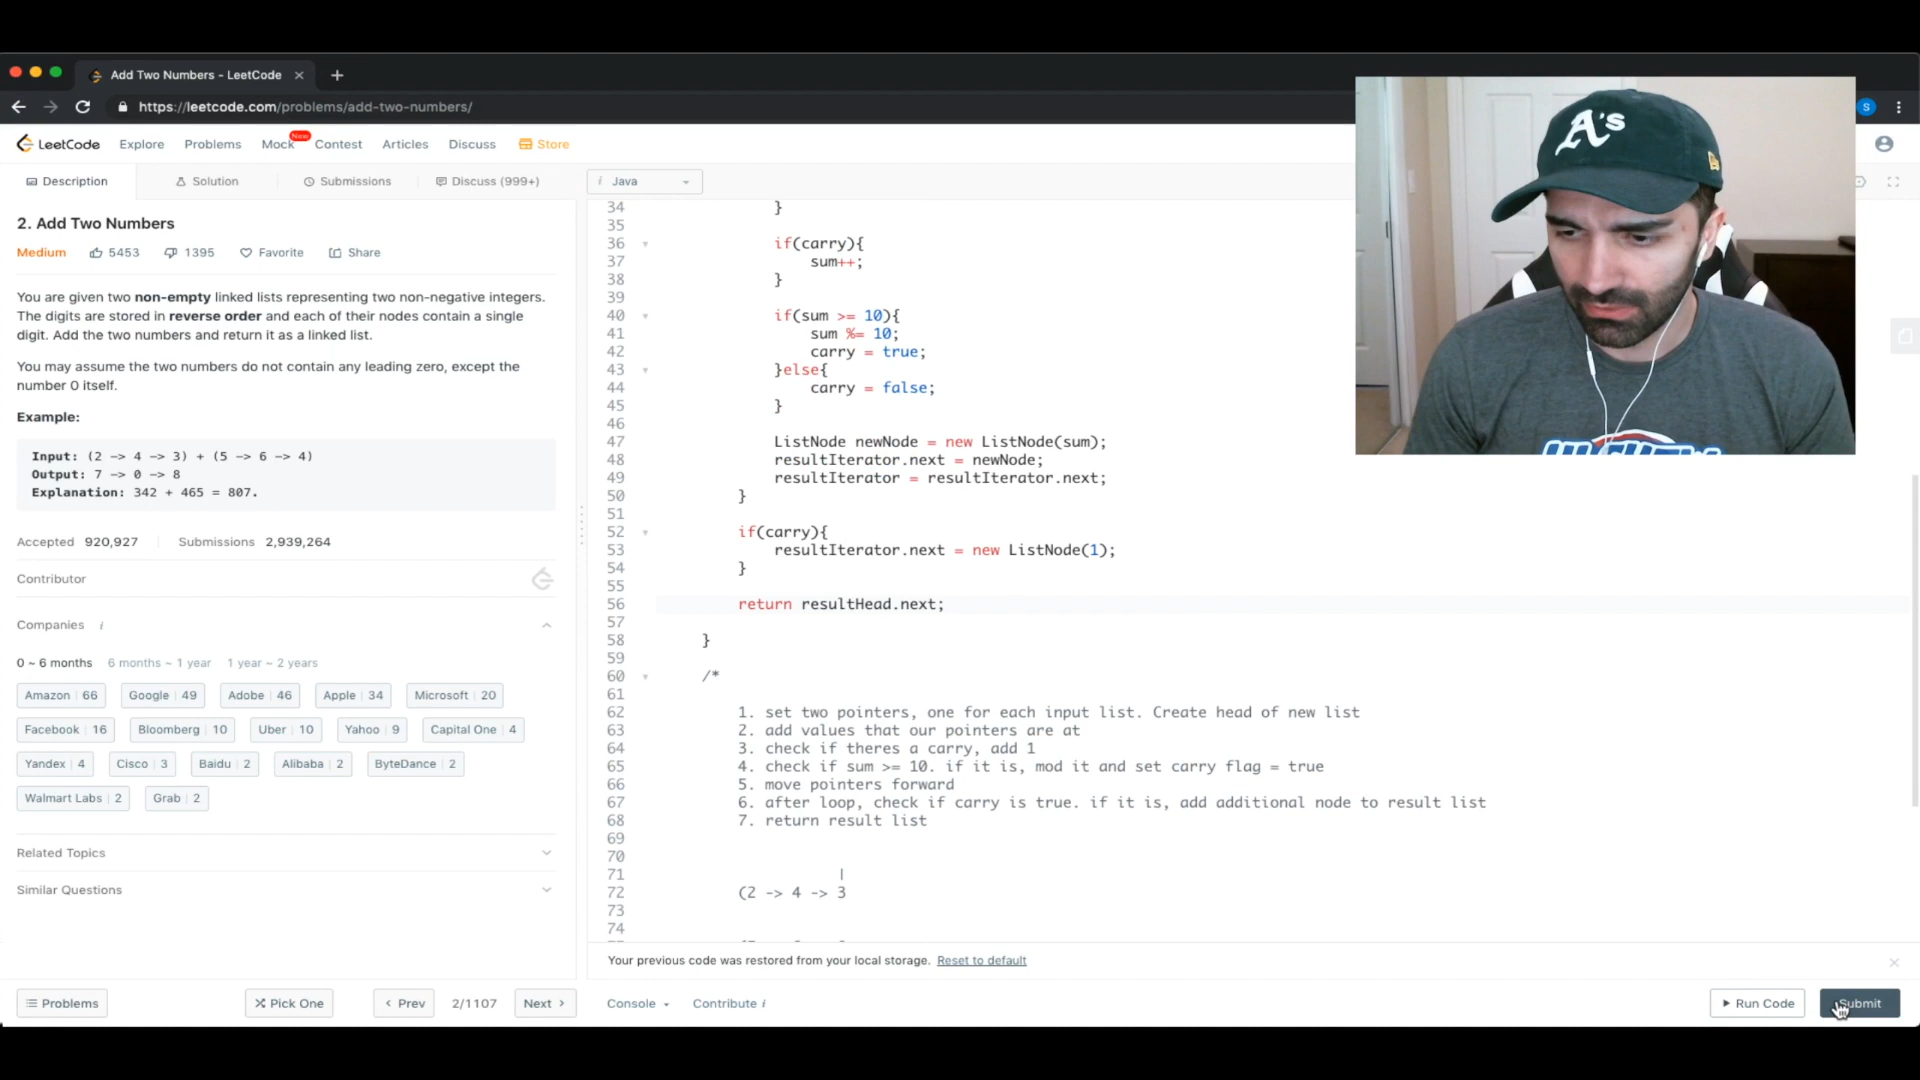 Add Two Numbers - LeetCode
https://leetcode.com/problems/add-two-numbers/
S
LeetCode Explore Problems Mock New Contest Articles Discuss Store
Description Solution Submissions Discuss (999+)
i Java
2. Add Two Numbers
Medium 5453 1395 Favorite Share
You are given two non-empty linked lists representing two non-negative integers.
The digits are stored in reverse order and each of their nodes contain a single
digit. Add the two numbers and return it as a linked list.
You may assume the two numbers do not contain any leading zero, except the
number 0 itself.
Example:
Input: (2 -> 4 -> 3) + (5 -> 6 -> 4)
Output: 7 -> 0 -> 8
Explanation: 342 + 465 = 807.
Accepted 920,927 Submissions 2,939,264
Contributor
Companies i
0 ~ 6 months 6 months ~ 1 year 1 year ~ 2 years
Amazon 66 Google 49 Adobe 46 Apple 34 Microsoft 20
Facebook 16 Bloomberg 10 Uber 10 Yahoo 9 Capital One 4
Yandex 4 Cisco 3 Baidu 2 Alibaba 2 ByteDance 2
Walmart Labs 2 Grab 2
Related Topics
Similar Questions
Problems Pick One Prev 2/1107 Next
34 }
35
36 if(carry){
37 sum++;
38 }
39
40 if(sum >= 10){
41 sum %= 10;
42 carry = true;
43 }else{
44 carry = false;
45 }
46
47 ListNode newNode = new ListNode(sum);
48 resultIterator.next = newNode;
49 resultIterator = resultIterator.next;
50 }
51
52 if(carry){
53 resultIterator.next = new ListNode(1);
54 }
55
56 return resultHead.next;
57
58 }
59
60 /*
61
62 1. set two pointers, one for each input list. Create head of new list
63 2. add values that our pointers are at
64 3. check if theres a carry, add 1
65 4. check if sum >= 10. if it is, mod it and set carry flag = true
66 5. move pointers forward
67 6. after loop, check if carry is true. if it is, add additional node to result list
68 7. return result list
69
70
71 |
72 (2 -> 4 -> 3
73
74
Your previous code was restored from your local storage. Reset to default
Console Contribute i
Run Code Submit
A's